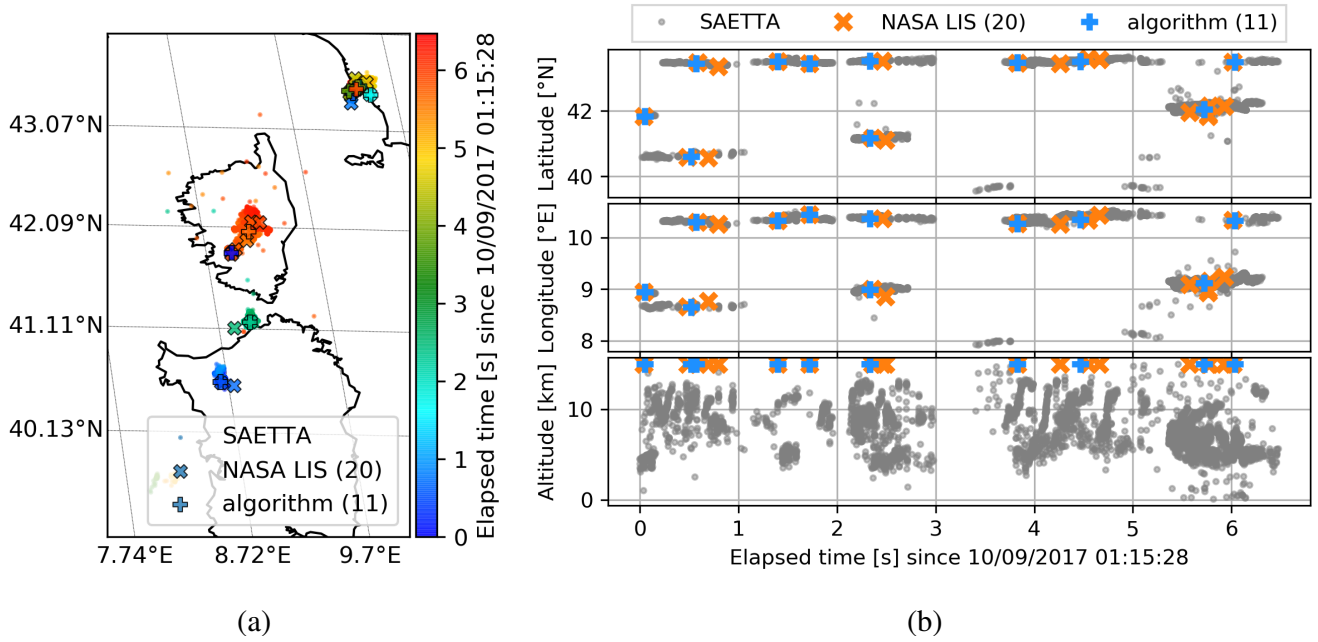 43.07°N
42.09°N
41.11°N
40.13°N
7.74°E 8.72°E 9.7°E
SAETTA
NASA LIS (20)
algorithm (11)
6
5
4
3
2
1
0
Elapsed time [s] since 10/09/2017 01:15:28
(a)
SAETTA NASA LIS (20) algorithm (11)
Latitude [°N]
42
40
Longitude [°E]
10
9
8
Altitude [km]
10
0
0 1 2 3 4 5 6
Elapsed time [s] since 10/09/2017 01:15:28
(b)